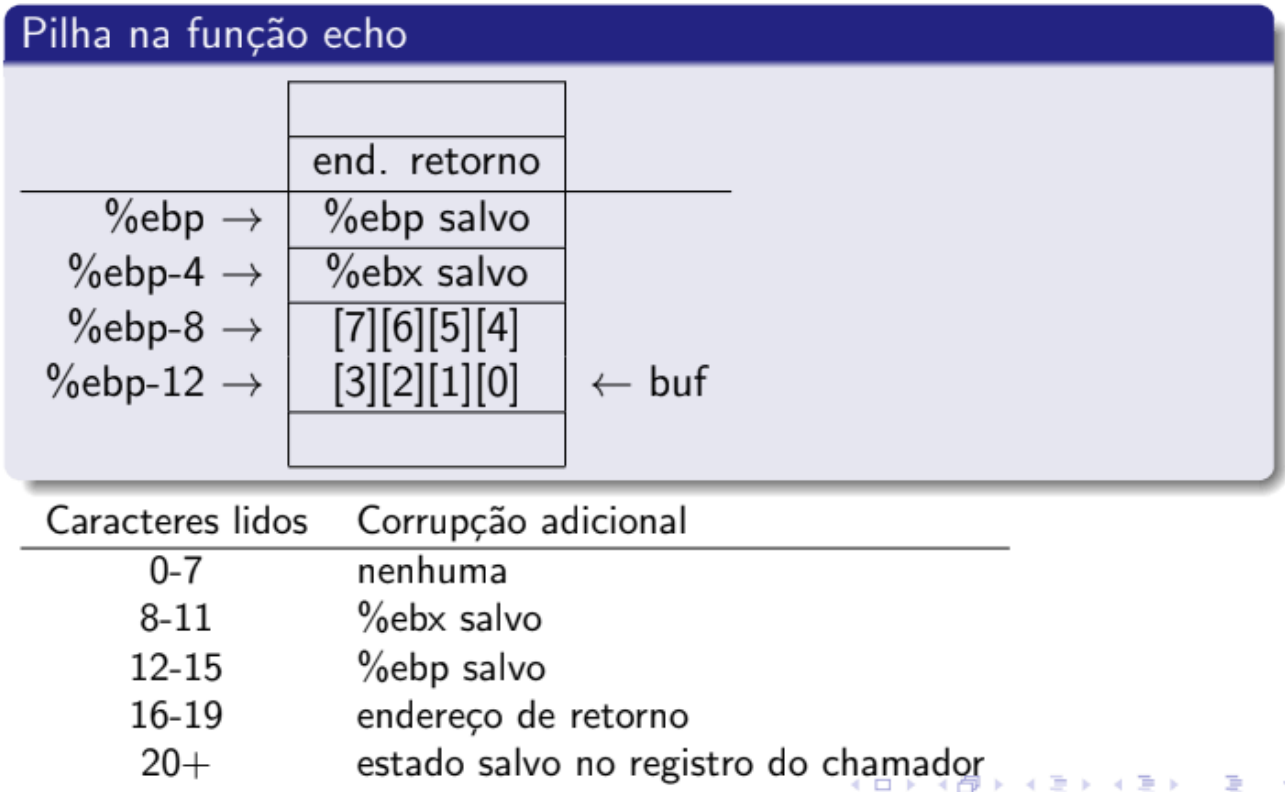 Pilha na função echo
end. retorno
%ebp → %ebp salvo
%ebp-4 → %ebx salvo
%ebp-8 → [7][6][5][4]
%ebp-12 → [3][2][1][0] ← buf
Caracteres lidos Corrupção adicional
0-7 nenhuma
8-11 %ebx salvo
12-15 %ebp salvo
16-19 endereço de retorno
20+ estado salvo no registro do chamador